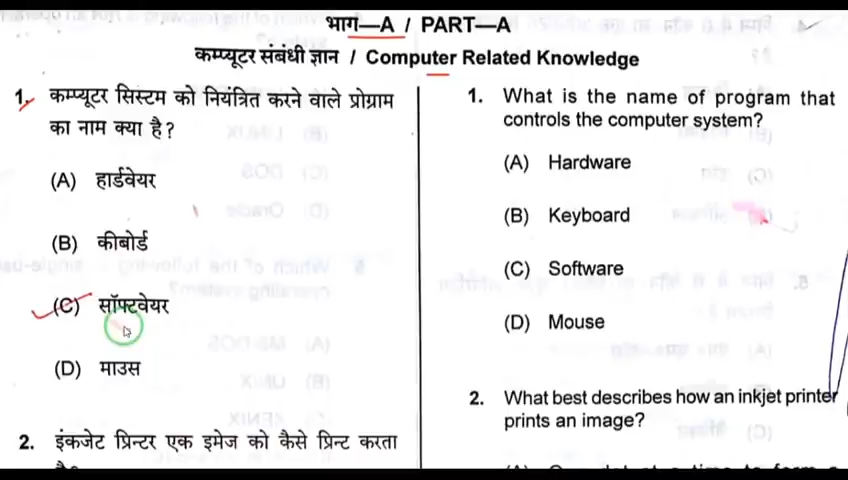 भाग—A / PART—A
कम्प्यूटर संबंधी ज्ञान / Computer Related Knowledge
1. कम्प्यूटर सिस्टम को नियंत्रित करने वाले प्रोग्राम
का नाम क्या है?
(A) हार्डवेयर
(B) कीबोर्ड
(C) सॉफ्टवेयर
(D) माउस
2. इंकजेट प्रिन्टर एक इमेज को कैसे प्रिन्ट करता
1. What is the name of program that
controls the computer system?
(A) Hardware
(B) Keyboard
(C) Software
(D) Mouse
2. What best describes how an inkjet printer
prints an image?